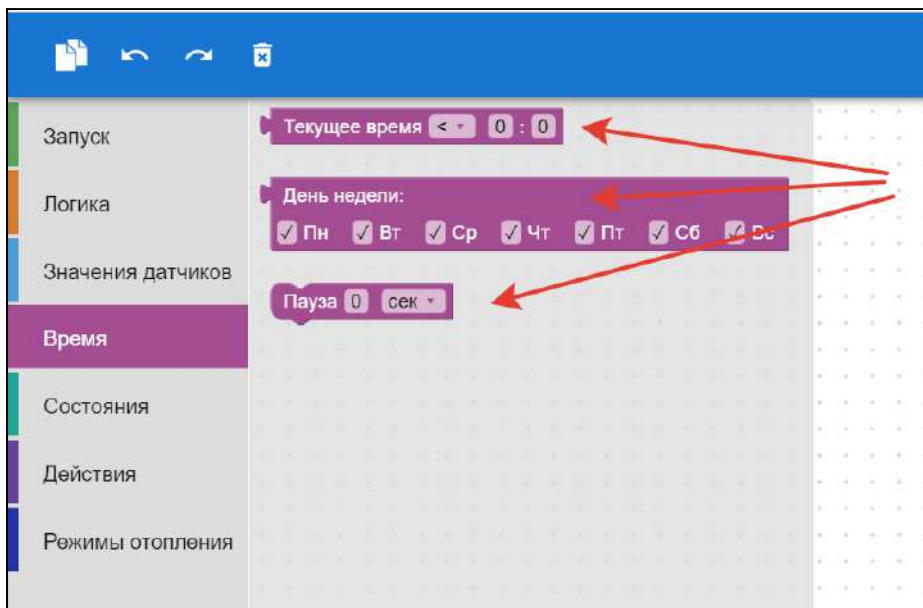 Запуск
Логика
Значения датчиков
Время
Состояния
Действия
Режимы отопления
Текущее время < 0 : 0
День недели:
✓ Пн ✓ Вт ✓ Ср ✓ Чт ✓ Пт ✓ Сб ✓ Вс
Пауза 0 сек